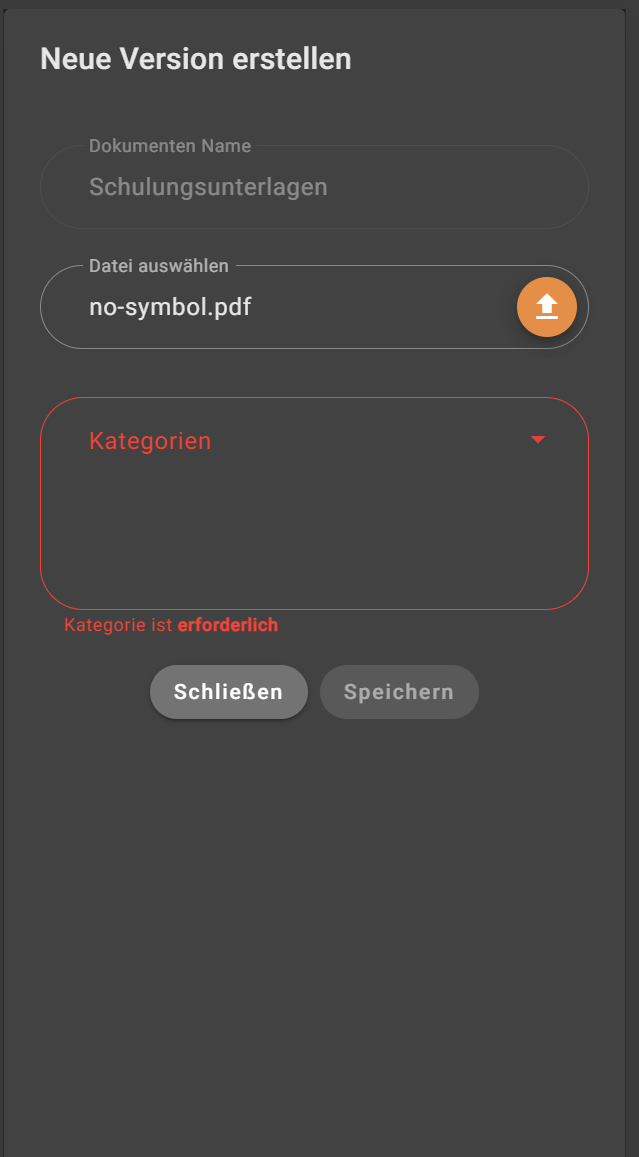 Neue Version erstellen
Dokumenten Name
Schulungsunterlagen
Datei auswählen
no-symbol.pdf
Kategorien
Kategorie ist erforderlich
Schließen Speichern